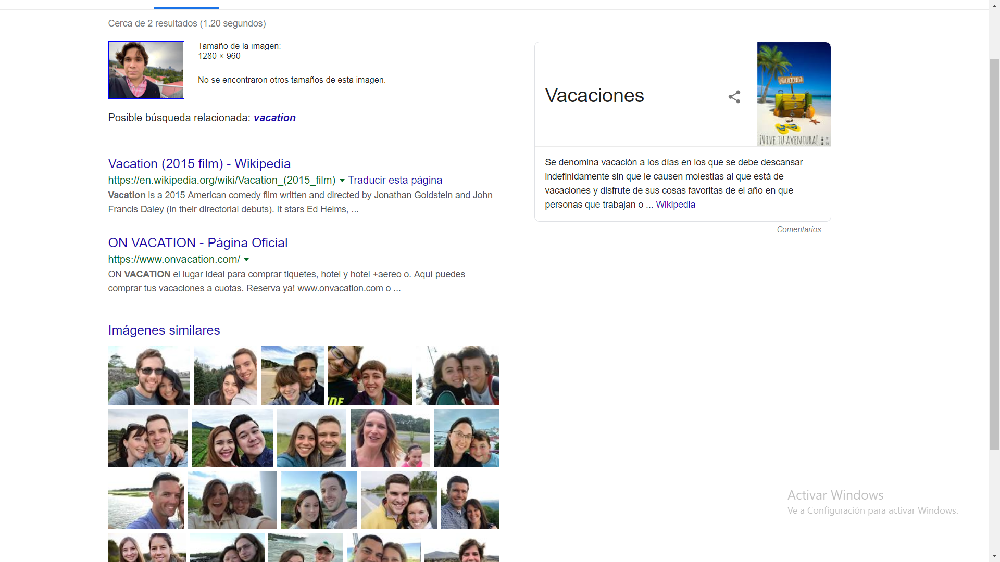 Cerca de 2 resultados (1.20 segundos)
Tamaño de la imagen:
1280 × 960
No se encontraron otros tamaños de esta imagen.
Posible búsqueda relacionada: vacation
Vacation (2015 film) - Wikipedia
https://en.wikipedia.org/wiki/Vacation_(2015_film) Traducir esta página
Vacation is a 2015 American comedy film written and directed by Jonathan Goldstein and John
Francis Daley (in their directorial debuts). It stars Ed Helms, ...
ON VACATION - Página Oficial
https://www.onvacation.com/
ON VACATION el lugar ideal para comprar tiquetes, hotel y hotel +aereo o. Aquí puedes
comprar tus vacaciones a cuotas. Reserva ya! www.onvacation.com o ...
Imágenes similares
Vacaciones
¡VIVE TU AVENTURA!
Se denomina vacación a los días en los que se debe descansar
indefinidamente sin que le causen molestias al que está de
vacaciones y disfrute de sus cosas favoritas de el año en que
personas que trabajan o ... Wikipedia
Comentarios
Activar Windows
Ve a Configuración para activar Windows.